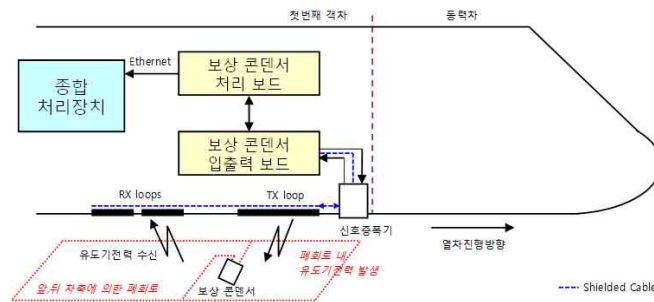 첫번째 객차
동력차
Ethernet
종합
처리장치
보상 콘덴서
처리 보드
보상 콘덴서
입출력 보드
RX loops
TX loop
신호증폭기
열차진행방향
유도기전력 수신
폐회로 내
유도기전력 발생
앞,뒤 차축에 의한 폐회로
보상 콘덴서
Shielded Cable